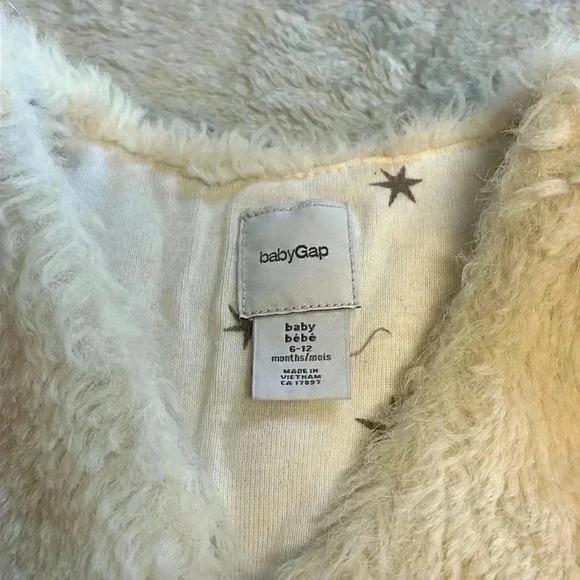 babyGap
baby
bébé
6-12
months/mois
MADE IN
VIETNAM
CA 17897